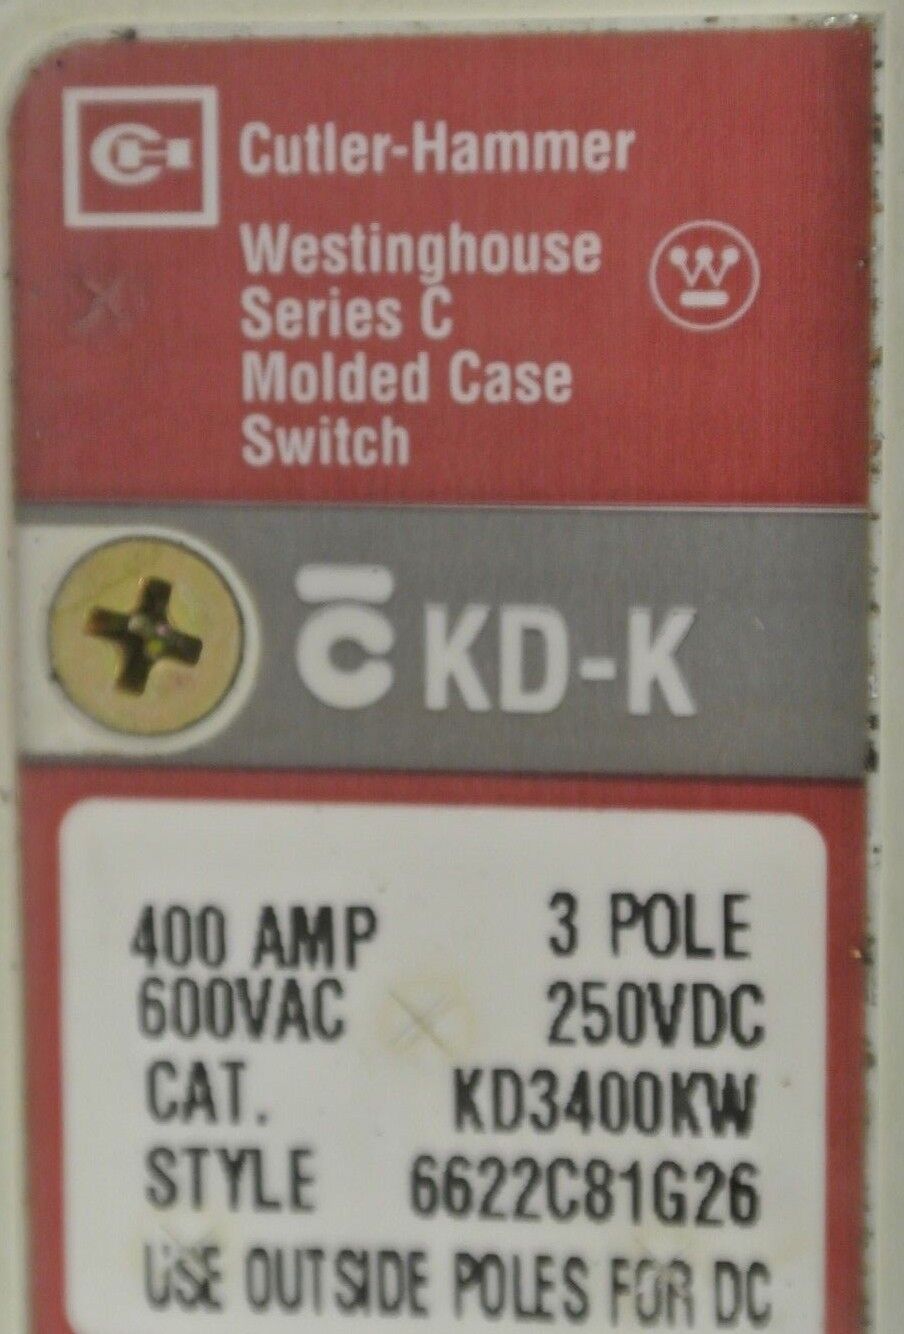 Cutler-Hammer
Westinghouse
Series C
Molded Case
Switch
W
C KD-K
400 AMP 3 POLE
600VAC 250VDC
CAT. KD3400KW
STYLE 6622C81G26
USE OUTSIDE POLES FOR DC